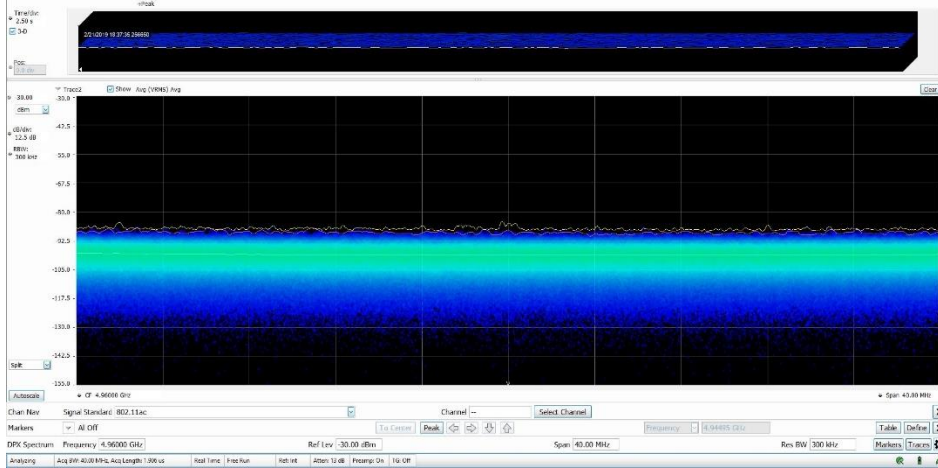 +Peak
Time/div:
2.50 s
3-D
2/21/2019 18:37:35
Pos:
Trace2 Show Avg (VRMS) Avg Clear
-30.00
dBm
dB/div:
12.5 dB
RBW:
300 kHz
-30.0
-42.5
-55.0
-67.5
-80.0
-92.5
-105.0
-117.5
-130.0
-142.5
-155.0
Split
Autoscale CF 4.96000 GHz Span 40.00 MHz
Chan Nav Signal Standard 802.11ac Channel -- Select Channel
Markers All Off To Center Peak Frequency 4.94495 GHz Table Define
DPX Spectrum Frequency 4.96000 GHz Ref Lev -30.00 dBm Span 40.00 MHz Res BW 300 kHz Markers Traces
Analyzing Acq BW: 40.00 MHz, Acq Length: 1.906 us Real Time Free Run Ref: Int Atten: 13 dB Preamp: On TG: Off